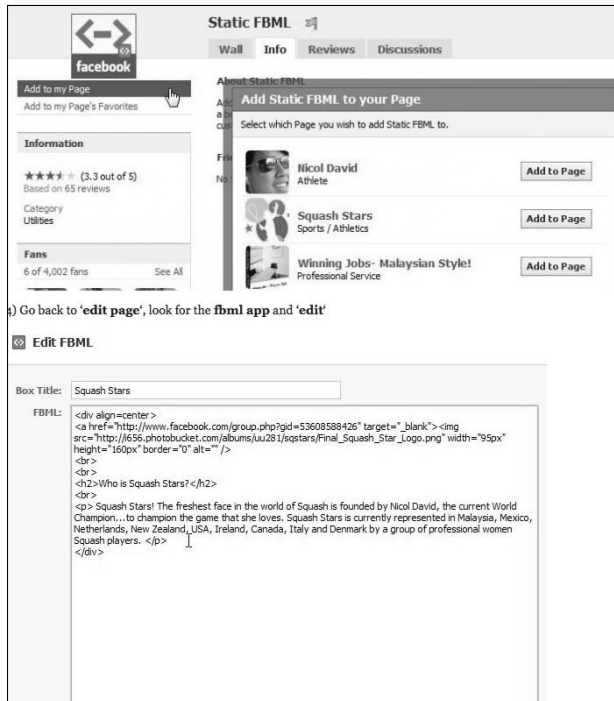 Static FBML
Wall Info Reviews Discussions
facebook
Add to my Page
Add to my Page's Favorites
About Static FBML
Add Static FBML to your Page
Select which Page you wish to add Static FBML to.
Information
(3.3 out of 5)
Based on 65 reviews
Category
Utilities
Nicol David
Athlete
Add to Page
Squash Stars
Sports / Athletics
Add to Page
Winning Jobs- Malaysian Style!
Professional Service
Add to Page
Fans
6 of 4,002 fans See All
4) Go back to ‘edit page‘, look for the fbml app and ‘edit‘
Edit FBML
Box Title: Squash Stars
FBML: <div align=center>
<a href="http://www.facebook.com/group.php?gid=53608588426" target="_blank"><img
src="http://i656.photobucket.com/albums/uu281/sqstars/Final_Squash_Star_Logo.png" width="95px"
height="160px" border="0" alt="" />
<br>
<br>
<h2>Who is Squash Stars?</h2>
<br>
<p> Squash Stars! The freshest face in the world of Squash is founded by Nicol David, the current World
Champion...to champion the game that she loves. Squash Stars is currently represented in Malaysia, Mexico,
Netherlands, New Zealand, USA, Ireland, Canada, Italy and Denmark by a group of professional women
Squash players. </p>
</div>